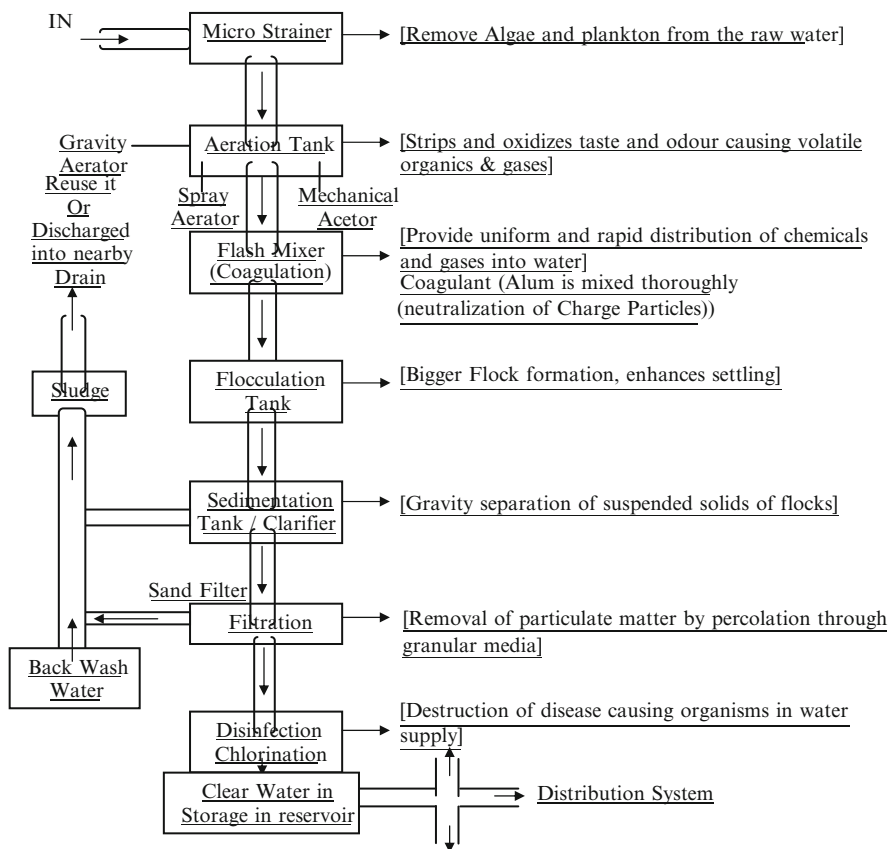 IN
Micro Strainer
[Remove Algae and plankton from the raw water]
Gravity
Aerator
Aeration Tank
[Strips and oxidizes taste and odour causing volatile
organics & gases]
Spray
Aerator
Mechanical
Acetor
Reuse it
Or
Discharged
into nearby
Drain
Flash Mixer
(Coagulation)
[Provide uniform and rapid distribution of chemicals
and gases into water]
Coagulant (Alum is mixed thoroughly
(neutralization of Charge Particles))
Sludge
Flocculation
Tank
[Bigger Flock formation, enhances settling]
Sedimentation
Tank / Clarifier
[Gravity separation of suspended solids of flocks]
Sand Filter
Filtration
[Removal of particulate matter by percolation through
granular media]
Back Wash
Water
Disinfection
Chlorination
[Destruction of disease causing organisms in water
supply]
Clear Water in
Storage in reservoir
Distribution System